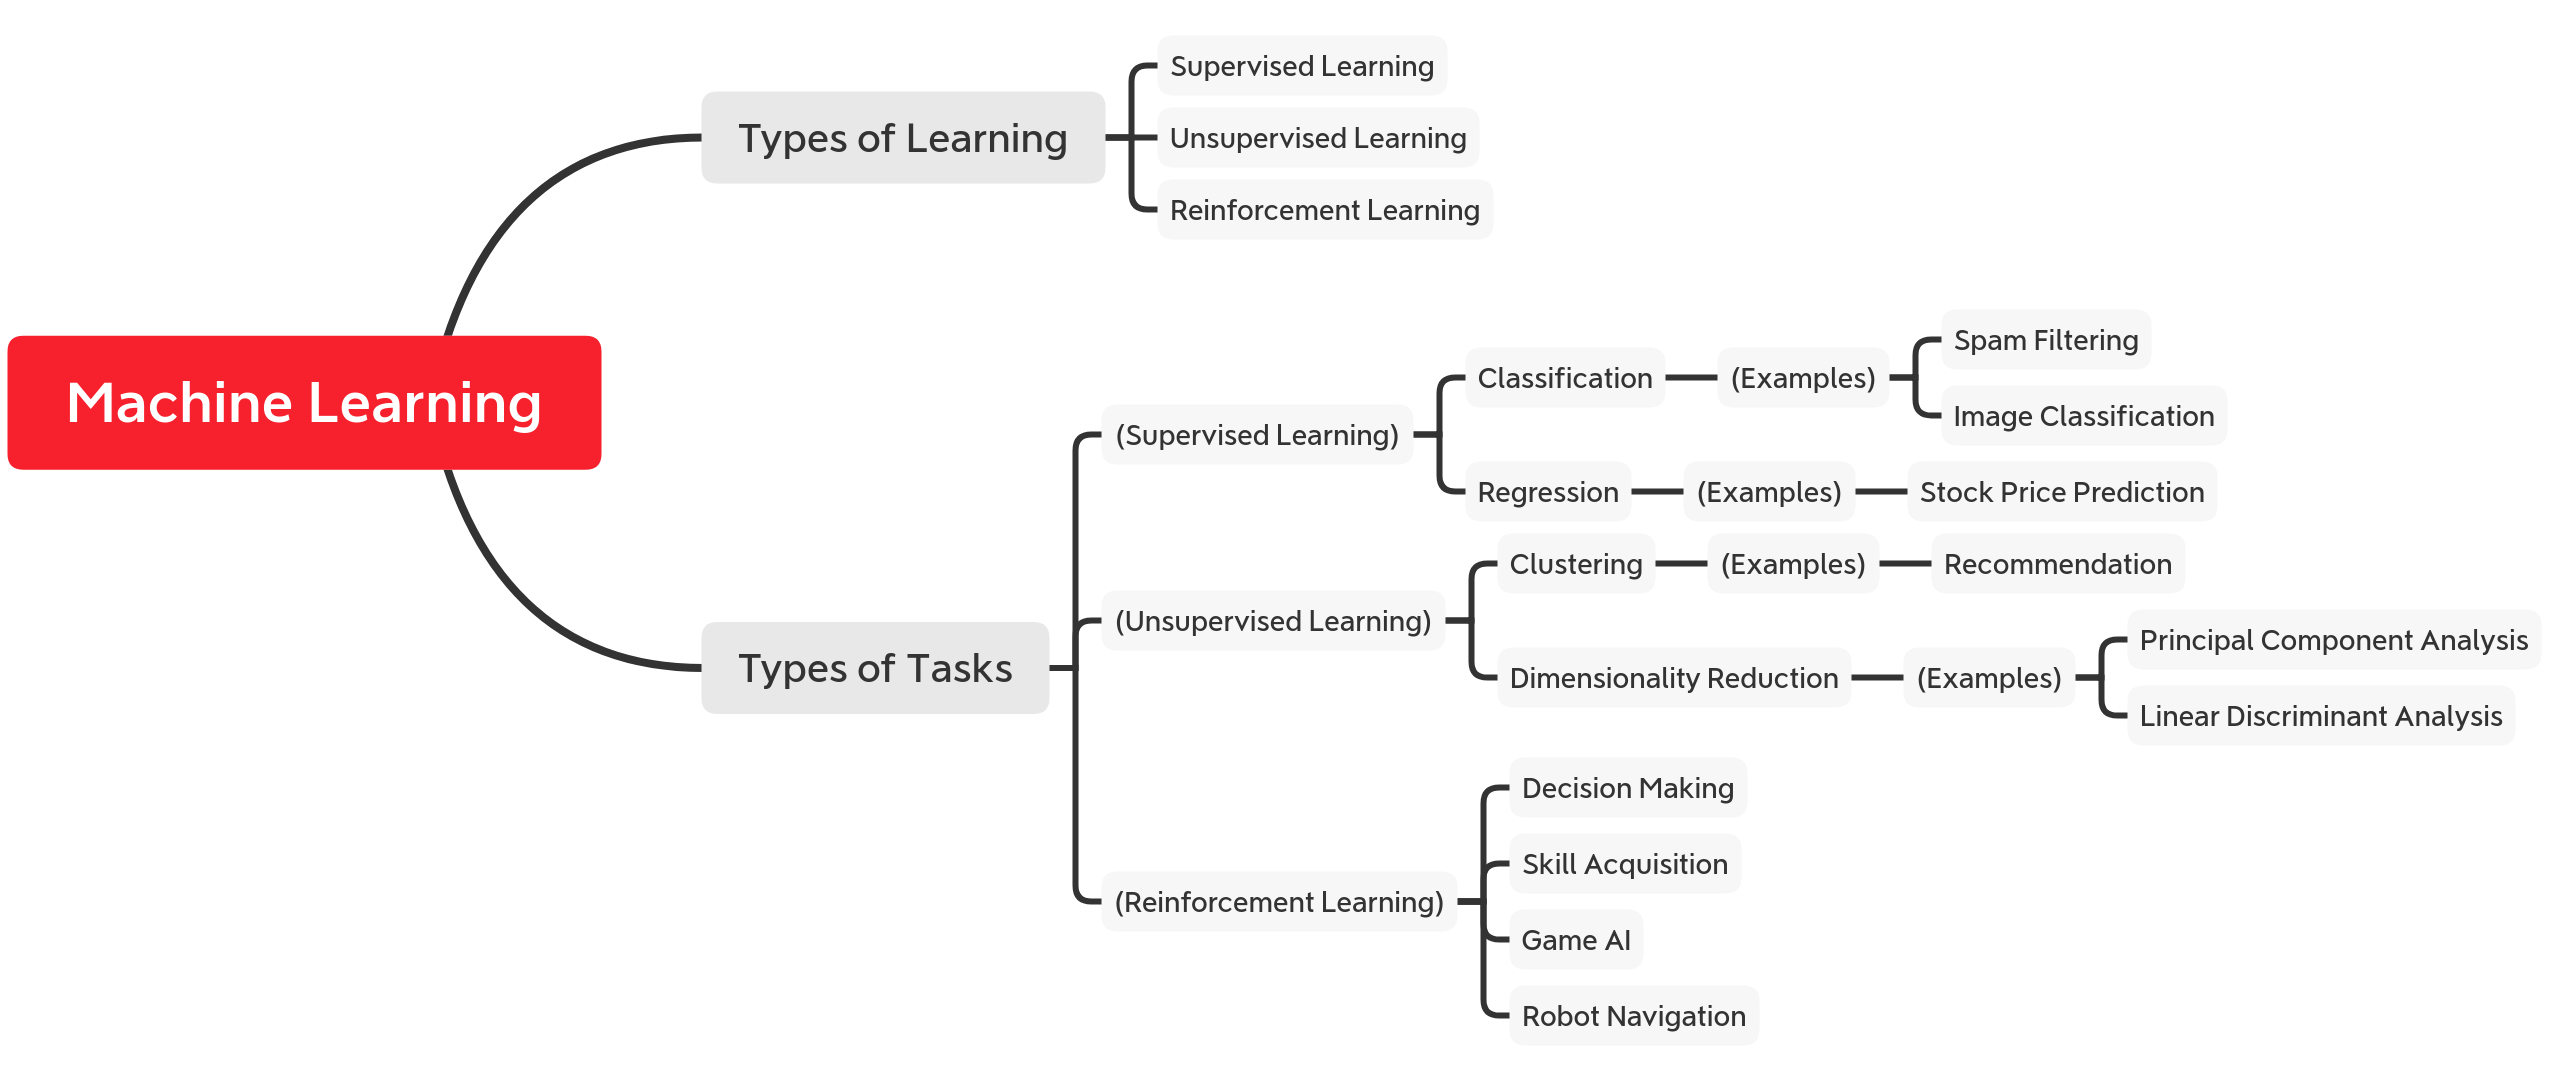 Machine Learning
Types of Learning
Supervised Learning
Unsupervised Learning
Reinforcement Learning
Types of Tasks
(Supervised Learning)
Classification
(Examples)
Spam Filtering
Image Classification
Regression
(Examples)
Stock Price Prediction
(Unsupervised Learning)
Clustering
(Examples)
Recommendation
Dimensionality Reduction
(Examples)
Principal Component Analysis
Linear Discriminant Analysis
(Reinforcement Learning)
Decision Making
Skill Acquisition
Game AI
Robot Navigation